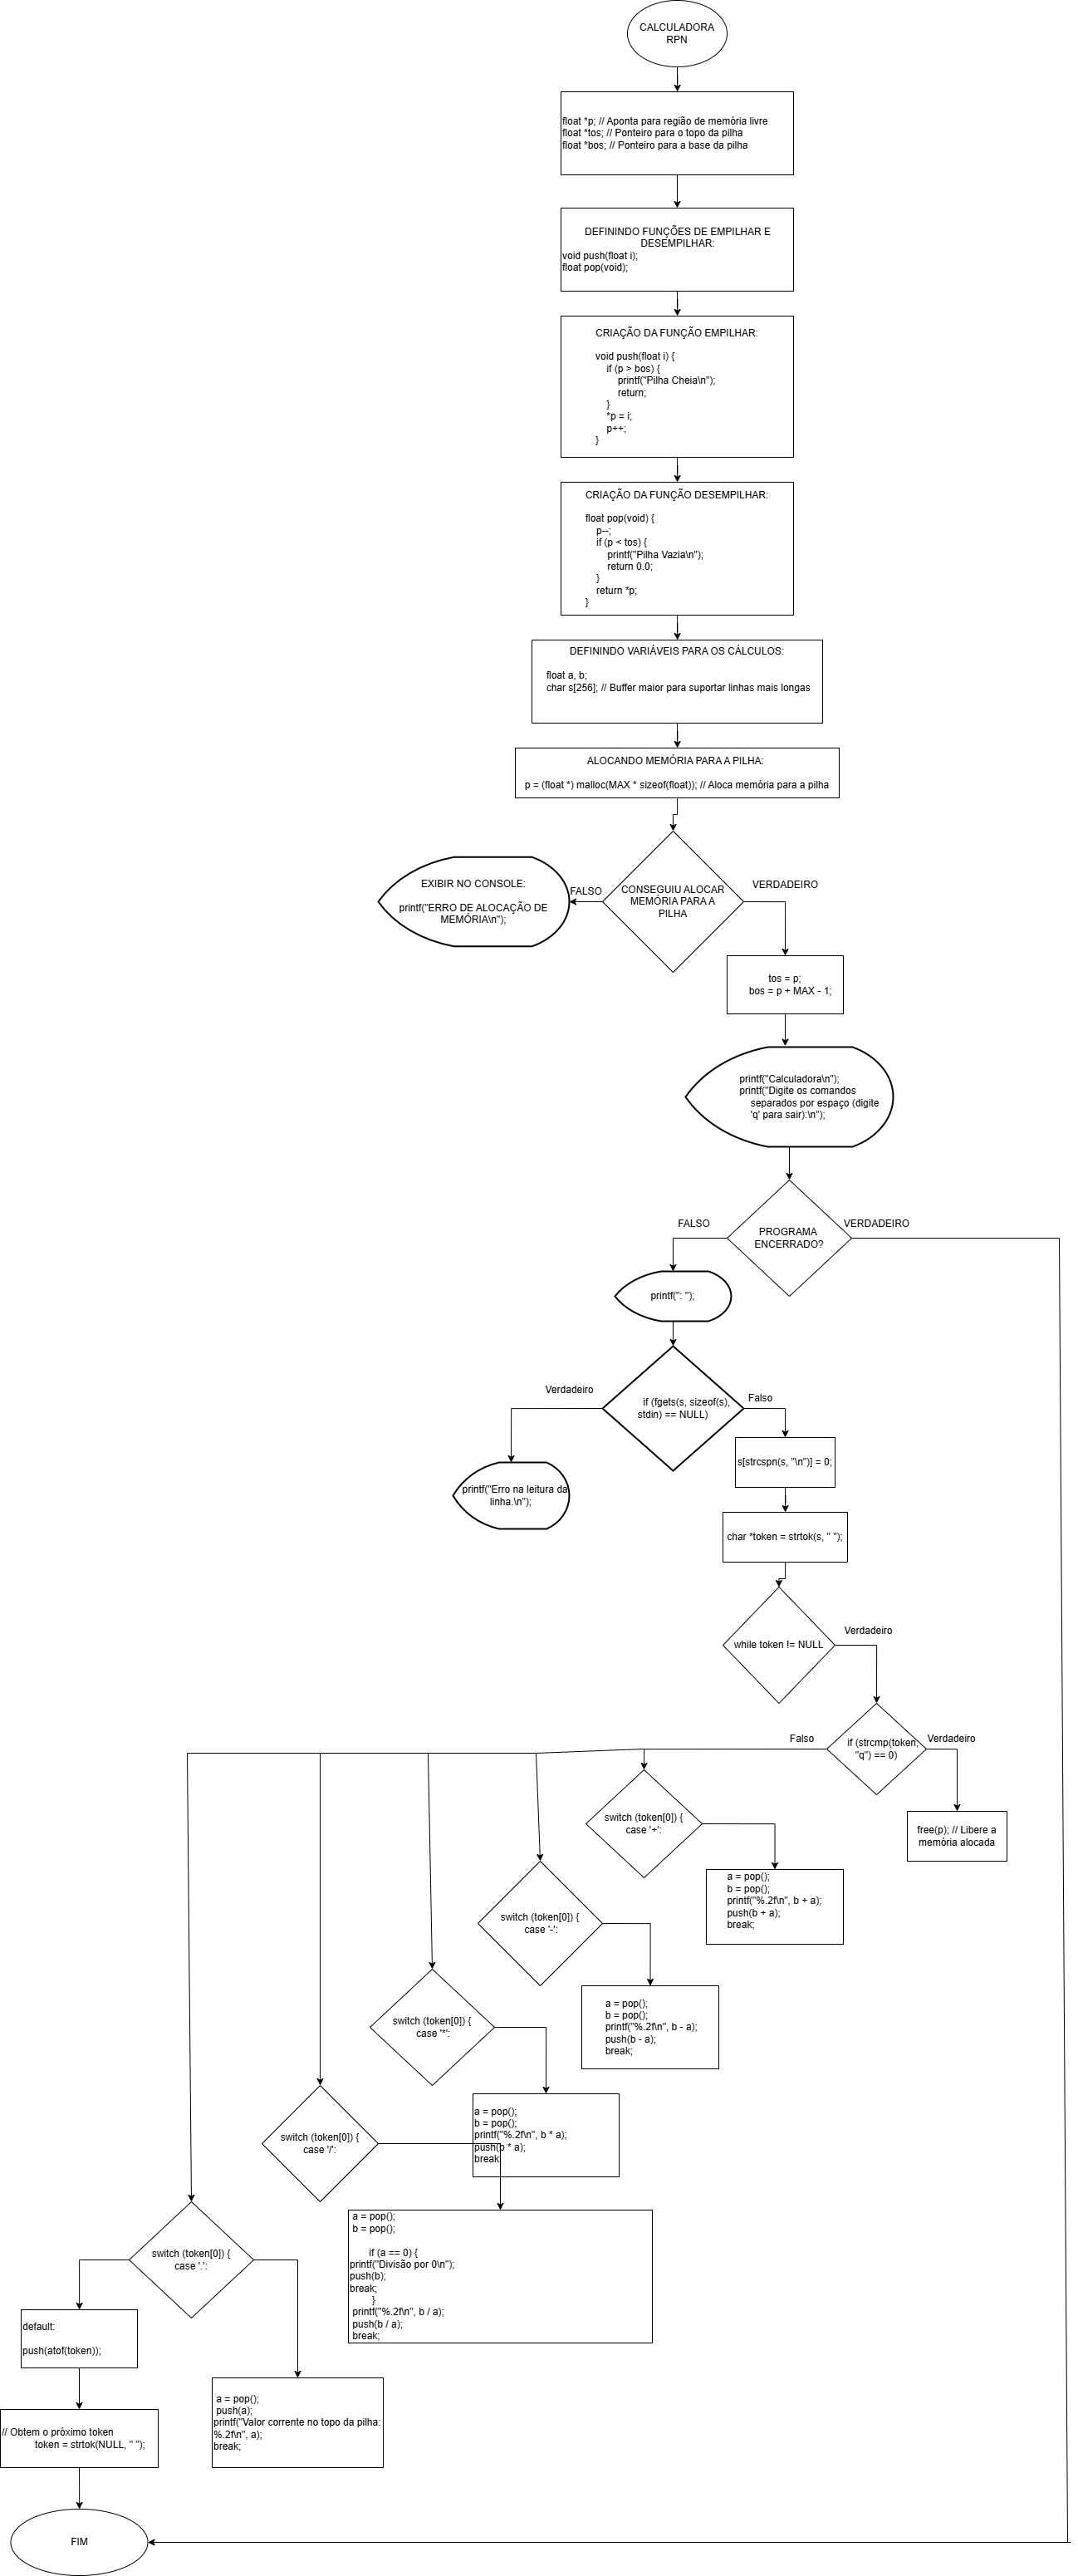 CALCULADORA
RPN
float *p; // Aponta para região de memória livre
float *tos; // Ponteiro para o topo da pilha
float *bos; // Ponteiro para a base da pilha
DEFININDO FUNÇÕES DE EMPILHAR E
DESEMPILHAR:
void push(float i);
float pop(void);
CRIAÇÃO DA FUNÇÃO EMPILHAR:
void push(float i) {
if (p > bos) {
printf("Pilha Cheia\n");
return;
}
*p = i;
p++;
}
CRIAÇÃO DA FUNÇÃO DESEMPILHAR:
float pop(void) {
p--;
if (p < tos) {
printf("Pilha Vazia\n");
return 0.0;
}
return *p;
}
DEFININDO VARIÁVEIS PARA OS CÁLCULOS:
float a, b;
char s[256]; // Buffer maior para suportar linhas mais longas
ALOCANDO MEMÓRIA PARA A PILHA:
p = (float *) malloc(MAX * sizeof(float)); // Aloca memória para a pilha
CONSEGUIU ALOCAR
MEMÓRIA PARA A
PILHA
FALSO
VERDADEIRO
EXIBIR NO CONSOLE:
printf("ERRO DE ALOCAÇÃO DE
MEMÓRIA\n");
tos = p;
bos = p + MAX - 1;
printf("Calculadora\n");
printf("Digite os comandos
separados por espaço (digite
'q' para sair):\n");
PROGRAMA
ENCERRADO?
FALSO
VERDADEIRO
printf(": ");
if (fgets(s, sizeof(s),
stdin) == NULL)
Verdadeiro
Falso
printf("Erro na leitura da
linha.\n");
s[strcspn(s, "\n")] = 0;
char *token = strtok(s, " ");
while token != NULL
Verdadeiro
if (strcmp(token,
"q") == 0)
Falso
Verdadeiro
free(p); // Libere a
memória alocada
switch (token[0]) {
case '+':
a = pop();
b = pop();
printf("%.2f\n", b + a);
push(b + a);
break;
switch (token[0]) {
case '-':
a = pop();
b = pop();
printf("%.2f\n", b - a);
push(b - a);
break;
switch (token[0]) {
case '*':
a = pop();
b = pop();
printf("%.2f\n", b * a);
push(b * a);
break;
switch (token[0]) {
case '/':
a = pop();
b = pop();
if (a == 0) {
printf("Divisão por 0\n");
push(b);
break;
}
printf("%.2f\n", b / a);
push(b / a);
break;
switch (token[0]) {
case '.':
default:
push(atof(token));
a = pop();
push(a);
printf("Valor corrente no topo da pilha:
%.2f\n", a);
break;
// Obtem o próximo token
token = strtok(NULL, " ");
FIM